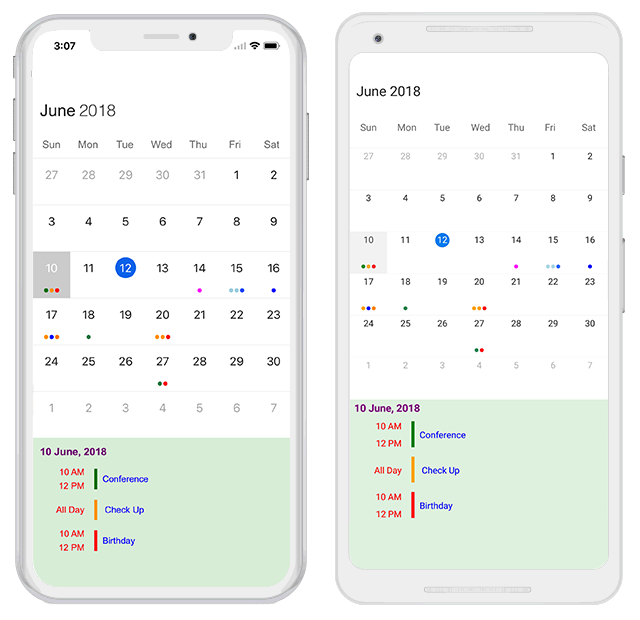 3:07
June 2018
Sun Mon Tue Wed Thu Fri Sat
27 28 29 30 31 1 2
3 4 5 6 7 8 9
10 11 12 13 14 15 16
17 18 19 20 21 22 23
24 25 26 27 28 29 30
1 2 3 4 5 6 7
10 June, 2018
10 AM
12 PM
Conference
All Day Check Up
10 AM
12 PM
Birthday
June 2018
Sun Mon Tue Wed Thu Fri Sat
27 28 29 30 31 1 2
3 4 5 6 7 8 9
10 11 12 13 14 15 16
17 18 19 20 21 22 23
24 25 26 27 28 29 30
1 2 3 4 5 6 7
10 June, 2018
10 AM
12 PM
Conference
All Day Check Up
10 AM
12 PM
Birthday